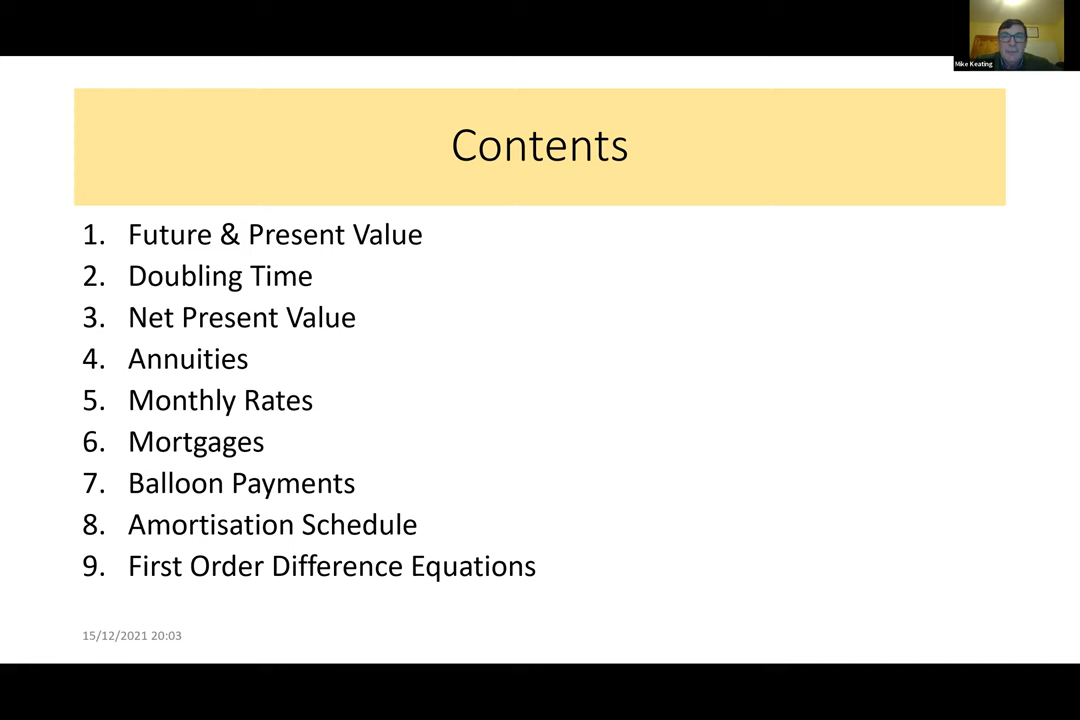 Mike Keating
Contents
1. Future & Present Value
2. Doubling Time
3. Net Present Value
4. Annuities
5. Monthly Rates
6. Mortgages
7. Balloon Payments
8. Amortisation Schedule
9. First Order Difference Equations
15/12/2021 20:03